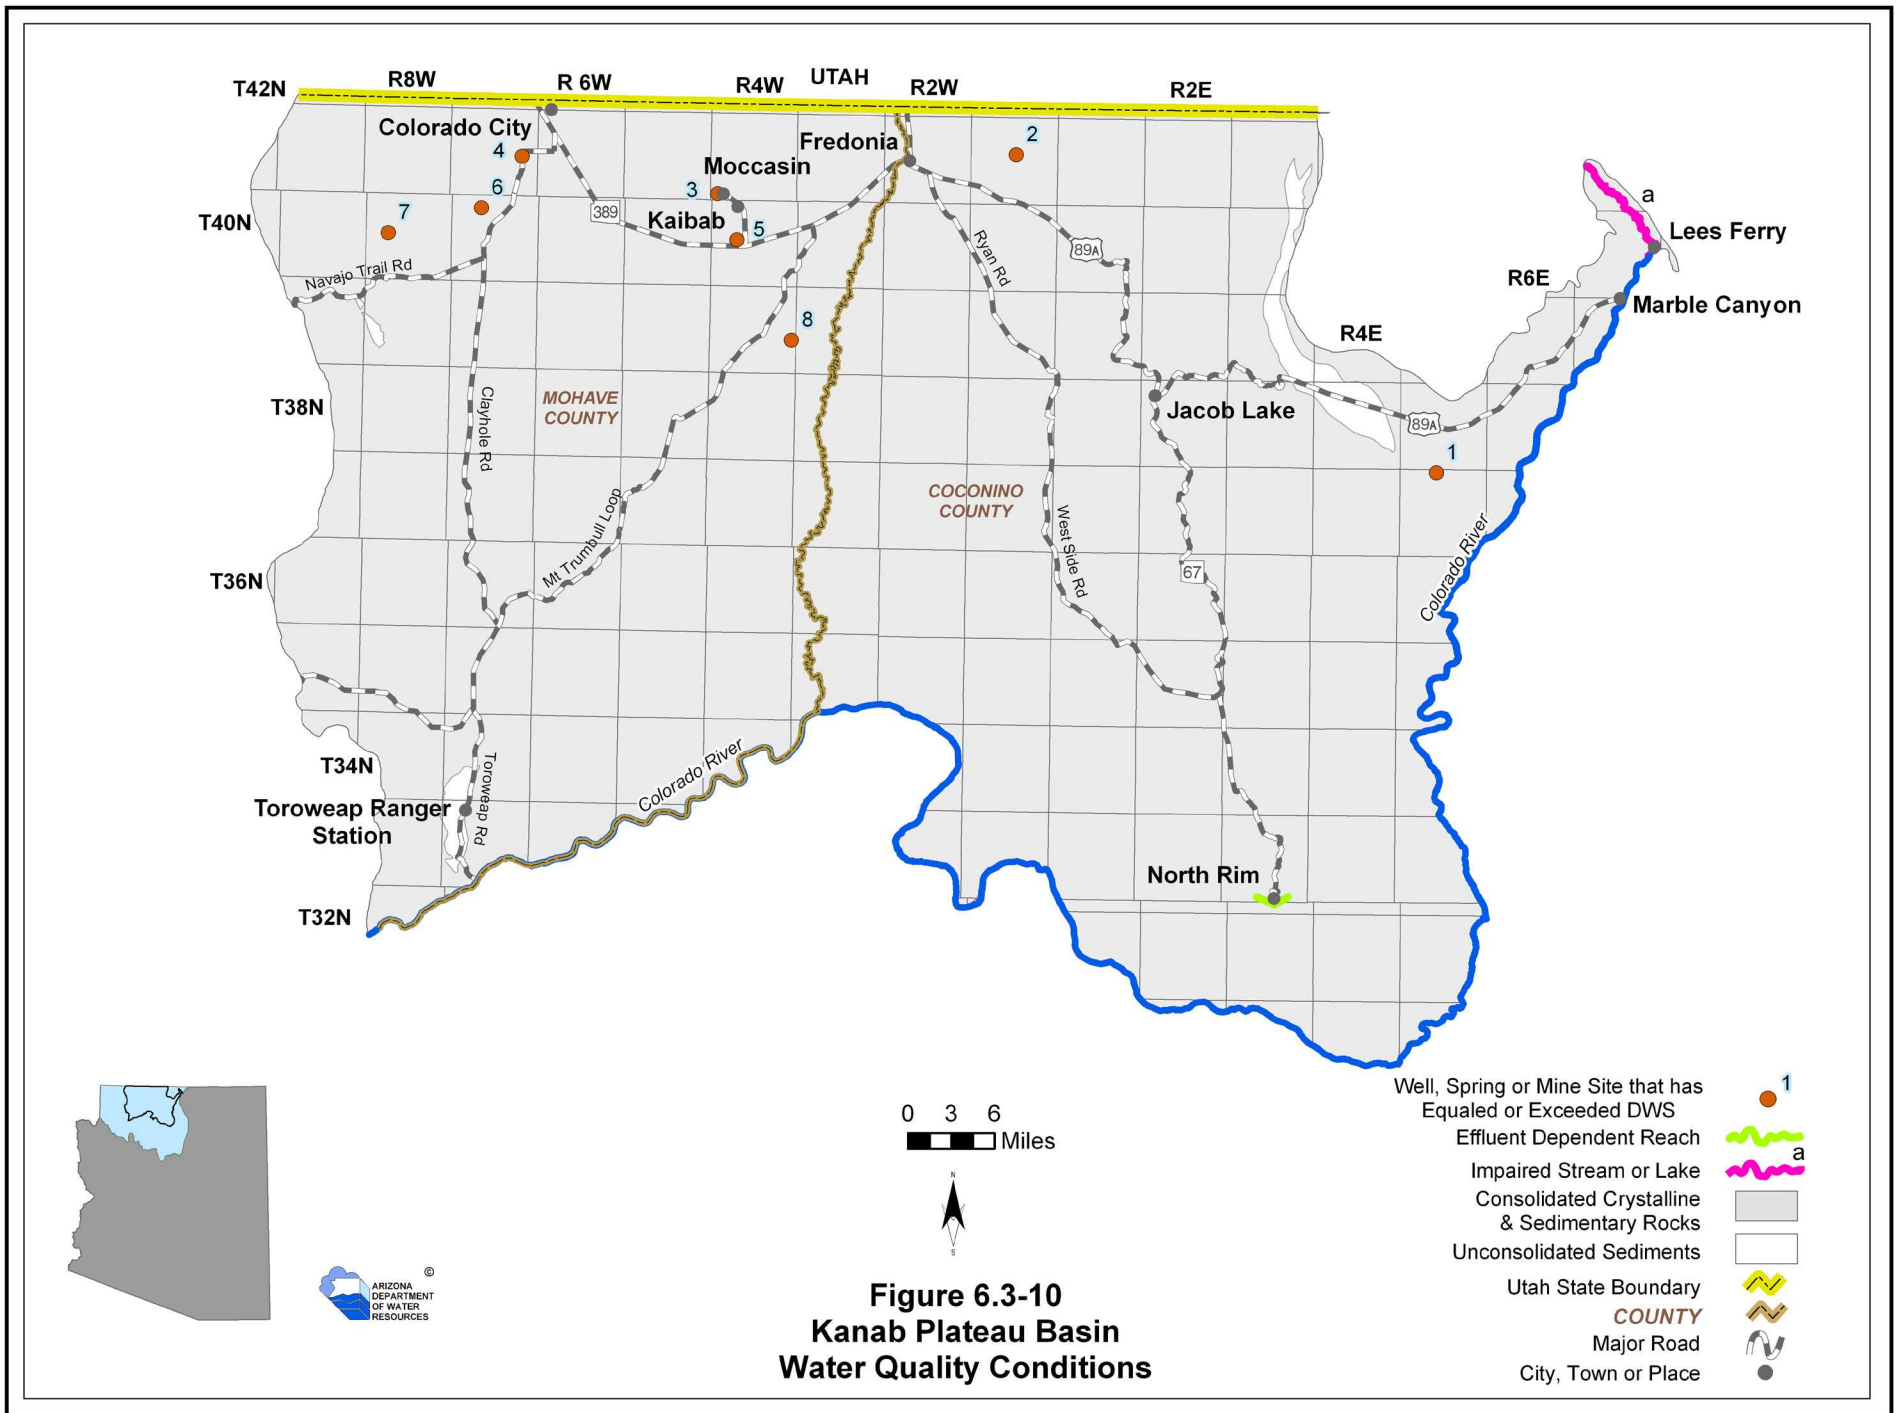 UTAH
T42N
R8W
R 6W
R4W
R2W
R2E
Colorado City
4
Fredonia
2
Moccasin
3
6
a
T40N
7
389
Kaibab
5
89A
Lees Ferry
Navajo Trail Rd
Ryan Rd
R6E
Marble Canyon
8
R4E
T38N
Clayhole Rd
MOHAVE
COUNTY
Jacob Lake
89A
1
COCONINO
COUNTY
Mt Trumbull Loop
West Side Rd
Colorado River
T36N
67
T34N
Toroweap Rd
Colorado River
Toroweap Ranger
Station
North Rim
T32N
0 3 6
Miles
N
S
Well, Spring or Mine Site that has
Equaled or Exceeded DWS
1
Effluent Dependent Reach
a
Impaired Stream or Lake
Consolidated Crystalline
& Sedimentary Rocks
Unconsolidated Sediments
Utah State Boundary
COUNTY
Major Road
City, Town or Place
©
ARIZONA
DEPARTMENT
OF WATER
RESOURCES
Figure 6.3-10
Kanab Plateau Basin
Water Quality Conditions